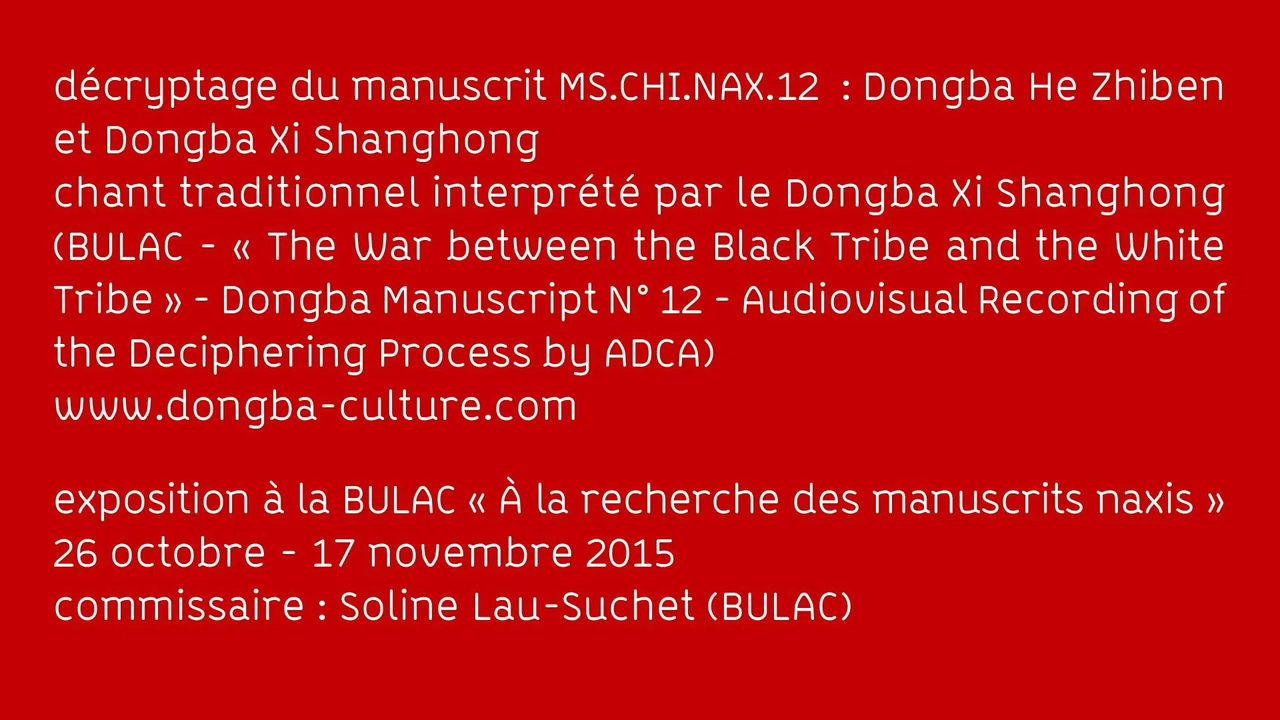 décryptage du manuscrit MS.CHI.NAX.12 : Dongba He Zhiben
et Dongba Xi Shanghong
chant traditionnel interprété par le Dongba Xi Shanghong
(BULAC - « The War between the Black Tribe and the White
Tribe » - Dongba Manuscript N° 12 - Audiovisual Recording of
the Deciphering Process by ADCA)
www.dongba-culture.com
exposition à la BULAC « À la recherche des manuscrits naxis »
26 octobre - 17 novembre 2015
commissaire : Soline Lau-Suchet (BULAC)